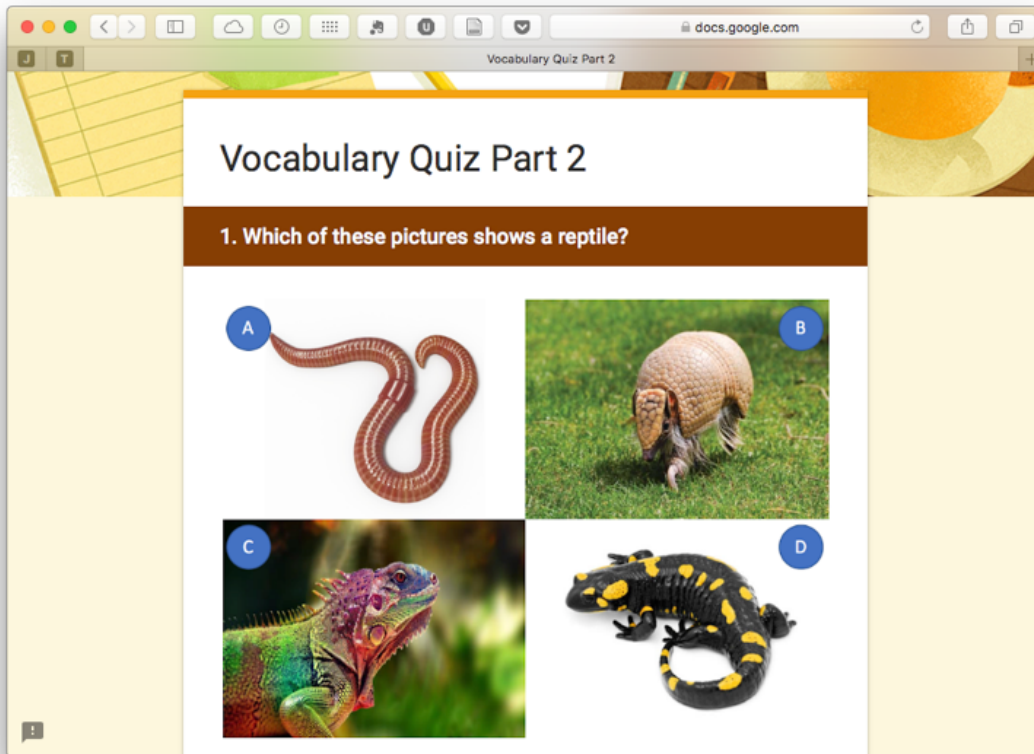 docs.google.com
J
T
Vocabulary Quiz Part 2
Vocabulary Quiz Part 2
1. Which of these pictures shows a reptile?
A
B
C
D